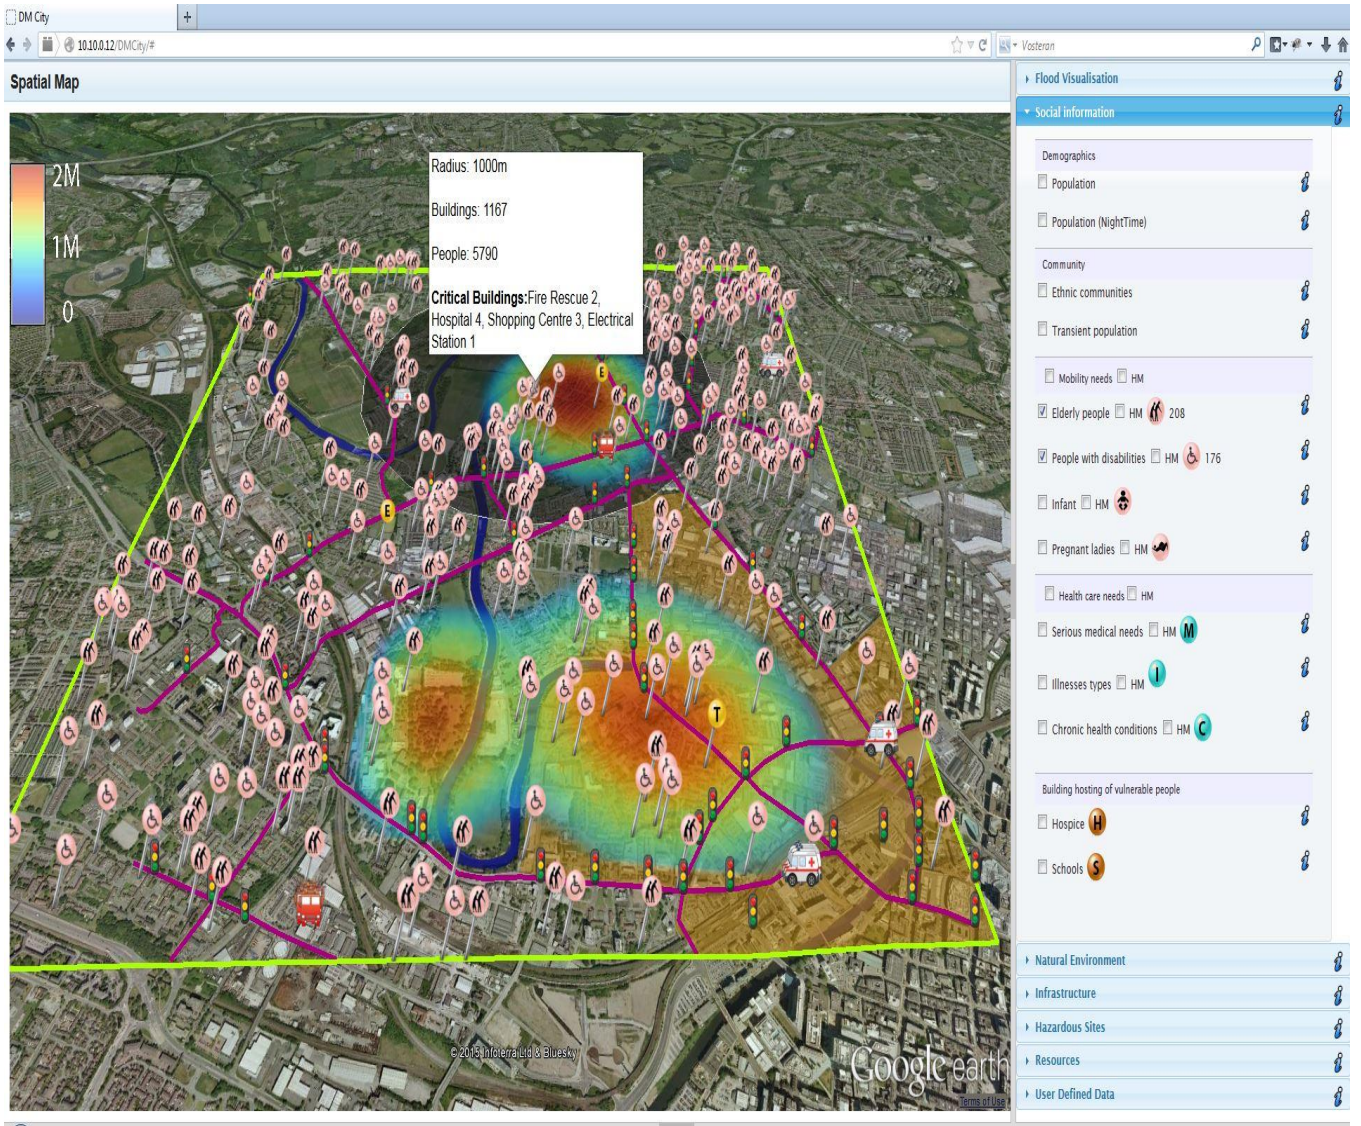 DM City
+
10.10.0.12/DMCity/#
Vosteran
Spatial Map
2M
1M
0
Radius: 1000m
Buildings: 1167
People: 5790
Critical Buildings:Fire Rescue 2,
Hospital 4, Shopping Centre 3, Electrical
Station 1
E
E
T
© 2015 Infoterra Ltd & Bluesky
Google earth
Terms of Use
Flood Visualisation
Social information
Demographics
Population
Population (NightTime)
Community
Ethnic communities
Transient population
Mobility needs HM
Elderly people HM 208
People with disabilities HM 176
Infant HM
Pregnant ladies HM
Health care needs HM
Serious medical needs HM M
Illnesses types HM I
Chronic health conditions HM C
Building hosting of vulnerable people
Hospice H
Schools S
Natural Environment
Infrastructure
Hazardous Sites
Resources
User Defined Data